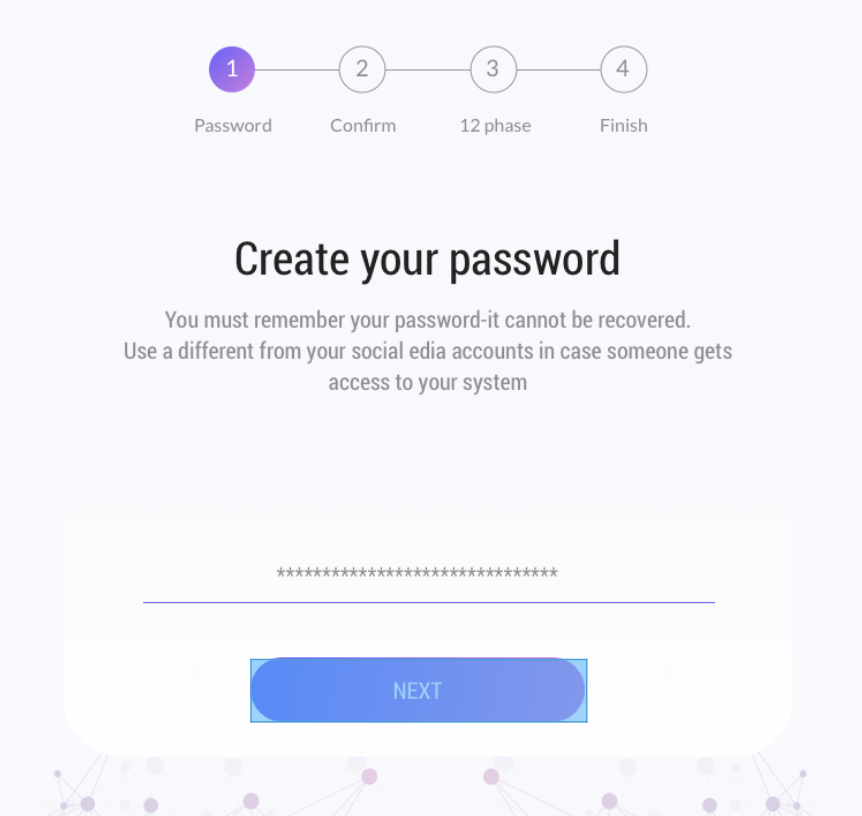 1 2 3 4
Password Confirm 12 phase Finish
Create your password
You must remember your password-it cannot be recovered.
Use a different from your social edia accounts in case someone gets
access to your system
*******************************
NEXT